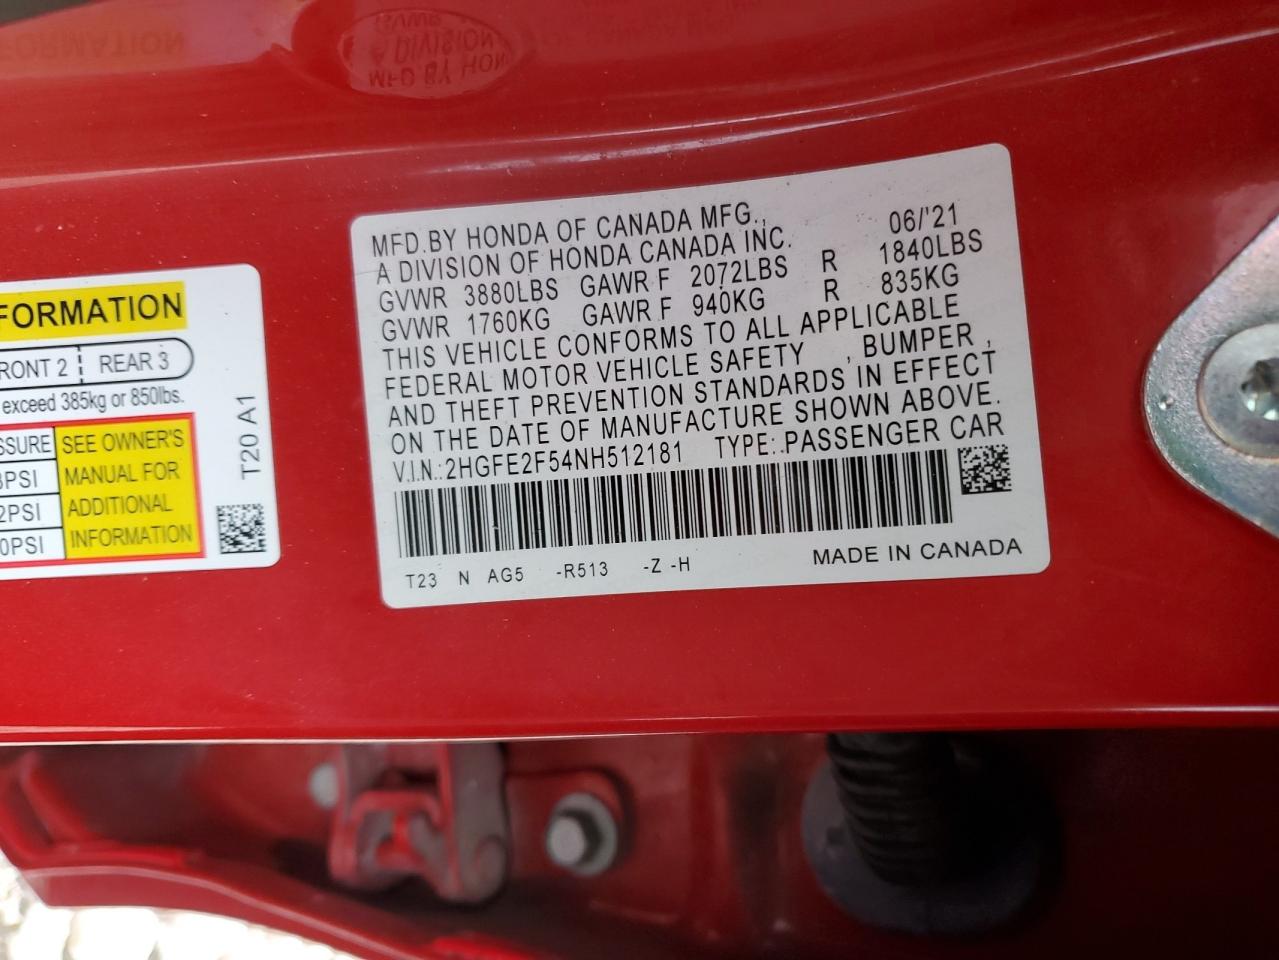 FORMATION
RONT 2 REAR 3
exceed 385kg or 850lbs.
SSURE
PSI
2PSI
0PSI
SEE OWNER'S
MANUAL FOR
ADDITIONAL
INFORMATION
T20 A1
MFD.BY HONDA OF CANADA MFG., 06/'21
A DIVISION OF HONDA CANADA INC.
GVWR 3880LBS GAWR F 2072LBS R 1840LBS
GVWR 1760KG GAWR F 940KG R 835KG
THIS VEHICLE CONFORMS TO ALL APPLICABLE
FEDERAL MOTOR VEHICLE SAFETY , BUMPER ,
AND THEFT PREVENTION STANDARDS IN EFFECT
ON THE DATE OF MANUFACTURE SHOWN ABOVE.
V.I.N.:2HGFE2F54NH512181 TYPE:PASSENGER CAR
T23 N AG5 -R513 -Z -H MADE IN CANADA